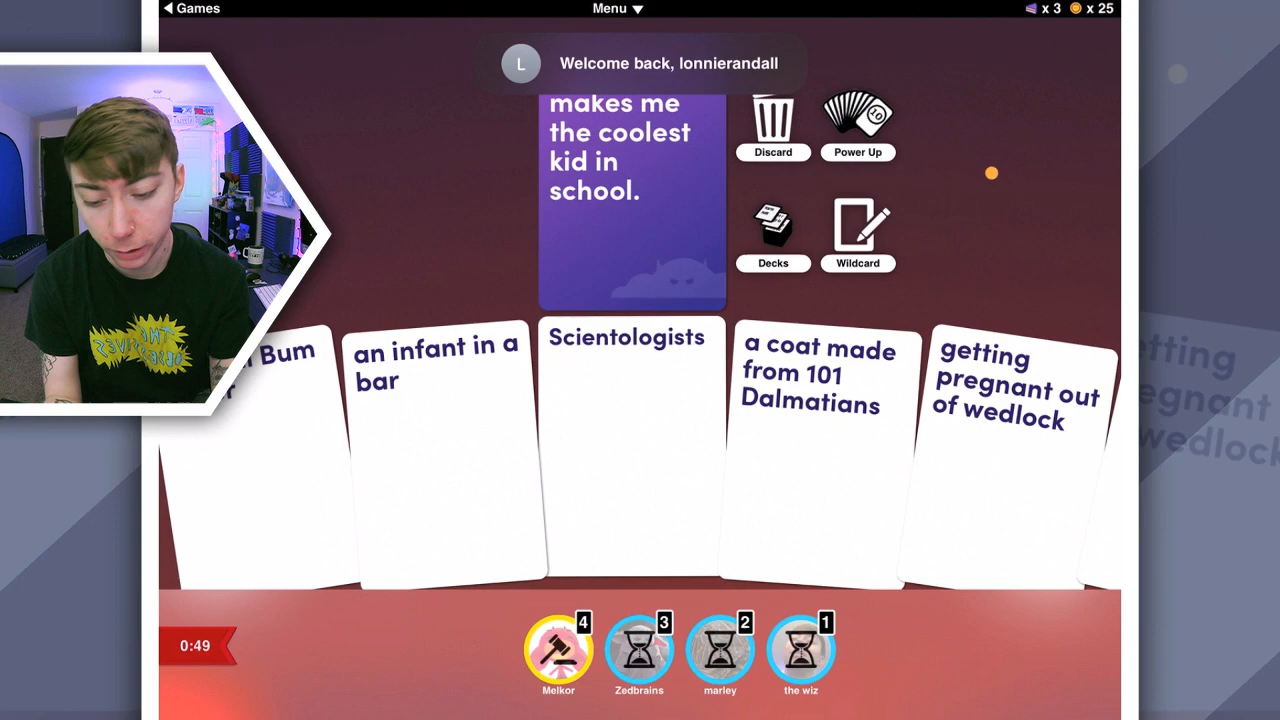 Games
Menu
x 3
x 25
L
Welcome back, lonnierandall
makes me
the coolest
kid in
school.
Discard
Power Up
Decks
Wildcard
Bum
an infant in a
bar
Scientologists
a coat made
from 101
Dalmatians
getting
pregnant out
of wedlock
0:49
4
3
2
1
Melkor
Zedbrains
marley
the wiz